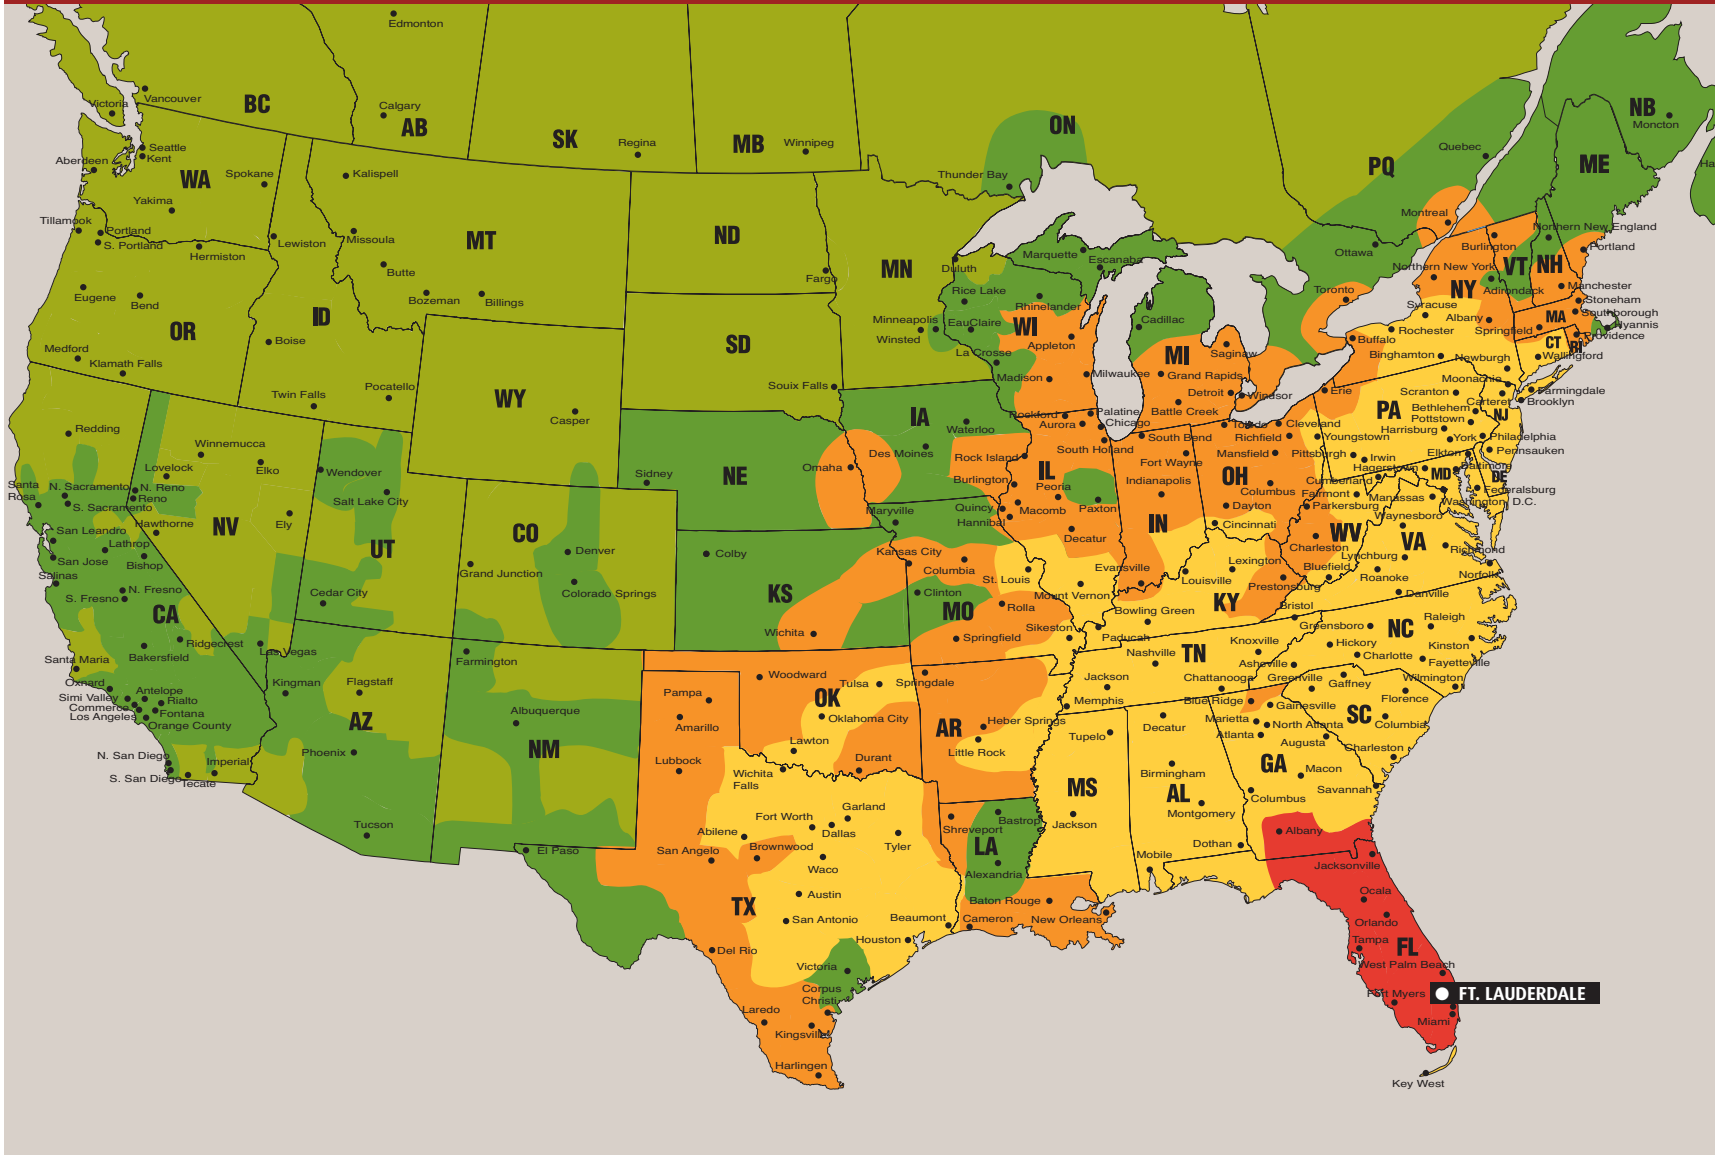 Edmonton
Vancouver
Victoria
BC
Calgary
AB
SK
Regina
MB
Winnipeg
ON
Thunder Bay
PQ
Quebec
NB
Moncton
ME
Ha
Seattle
Kent
Aberdeen
WA
Spokane
Yakima
Kalispell
Tillamook
Portland
S. Portland
Hermiston
Lewiston
Missoula
MT
Butte
Bozeman
Billings
ND
Fargo
MN
Duluth
Marquette
Escanaba
Montreal
Ottawa
Burlington
Northern New England
Portland
Northern New York
VT
NH
Adirondack
Manchester
Stoneham
Southborough
Hyannis
Providence
MA
RI
CT
Wallingford
Springfield
Albany
NY
Syracuse
Rochester
Buffalo
Binghamton
Newburgh
Toronto
Eugene
Bend
OR
ID
Boise
Medford
Klamath Falls
Twin Falls
Pocatello
WY
Casper
SD
Souix Falls
Minneapolis
Winsted
Rice Lake
EauClaire
La Crosse
Rhinelander
WI
Appleton
Madison
Milwaukee
Cadillac
MI
Saginaw
Grand Rapids
Detroit
Windsor
Battle Creek
Erie
Moonachie
Scranton
Farmingdale
Brooklyn
Carteret
NJ
PA
Bethlehem
Pottstown
Harrisburg
York
Philadelphia
Pennsauken
Redding
Winnemucca
Elko
Lovelock
N. Reno
Reno
Santa
Rosa
N. Sacramento
S. Sacramento
Hawthorne
NV
Ely
Wendover
Salt Lake City
UT
Sidney
NE
Omaha
IA
Waterloo
Des Moines
Rockford
Palatine
Aurora
Chicago
South Holland
Rock Island
IL
Burlington
Peoria
Paxton
Macomb
Quincy
Hannibal
Decatur
South Bend
Fort Wayne
Indianapolis
IN
Toledo
Cleveland
Richfield
Mansfield
Youngstown
OH
Columbus
Dayton
Cincinnati
Pittsburgh
Irwin
Hagerstown
Cumberland
Elkton
Baltimore
MD
DE
Federalsburg
Fairmont
Manassas
Washington, D.C.
Parkersburg
WV
Charleston
Waynesboro
VA
Lynchburg
Richmond
Bluefield
Roanoke
Norfolk
Danville
San Leandro
Lathrop
San Jose
Bishop
Salinas
N. Fresno
S. Fresno
CA
Ridgecrest
Bakersfield
Las Vegas
Santa Maria
Cedar City
CO
Denver
Grand Junction
Colorado Springs
Colby
KS
Wichita
Maryville
Kansas City
Columbia
St. Louis
Clinton
MO
Rolla
Springfield
Sikeston
Mount Vernon
Evansville
Louisville
Lexington
Prestonsburg
KY
Bowling Green
Paducah
Bristol
Greensboro
NC
Raleigh
Hickory
Kinston
Charlotte
Fayetteville
Wilmington
Knoxville
Asheville
TN
Nashville
Jackson
Chattanooga
Memphis
Greenville
Gaffney
Florence
SC
Columbia
Charleston
Oxnard
Simi Valley
Antelope
Commerce
Rialto
Fontana
Los Angeles
Orange County
N. San Diego
S. San Diego
Tecate
Imperial
Kingman
Flagstaff
AZ
Phoenix
Tucson
Farmington
Albuquerque
NM
El Paso
Pampa
Amarillo
Lubbock
Woodward
Tulsa
OK
Oklahoma City
Lawton
Durant
Springdale
AR
Heber Springs
Little Rock
Tupelo
Decatur
Birmingham
AL
Montgomery
Blue Ridge
Gainesville
Marietta
North Atlanta
Atlanta
Augusta
GA
Macon
Columbus
Savannah
Albany
Dothan
Mobile
MS
Jackson
Wichita
Falls
Garland
Fort Worth
Dallas
Abilene
Tyler
San Angelo
Brownwood
Waco
Austin
TX
San Antonio
Beaumont
Houston
Del Rio
Victoria
Corpus
Christi
Laredo
Kingsville
Harlingen
Shreveport
Bastrop
LA
Alexandria
Baton Rouge
Cameron
New Orleans
Jacksonville
Ocala
Orlando
Tampa
FL
West Palm Beach
Fort Myers
FT. LAUDERDALE
Miami
Key West